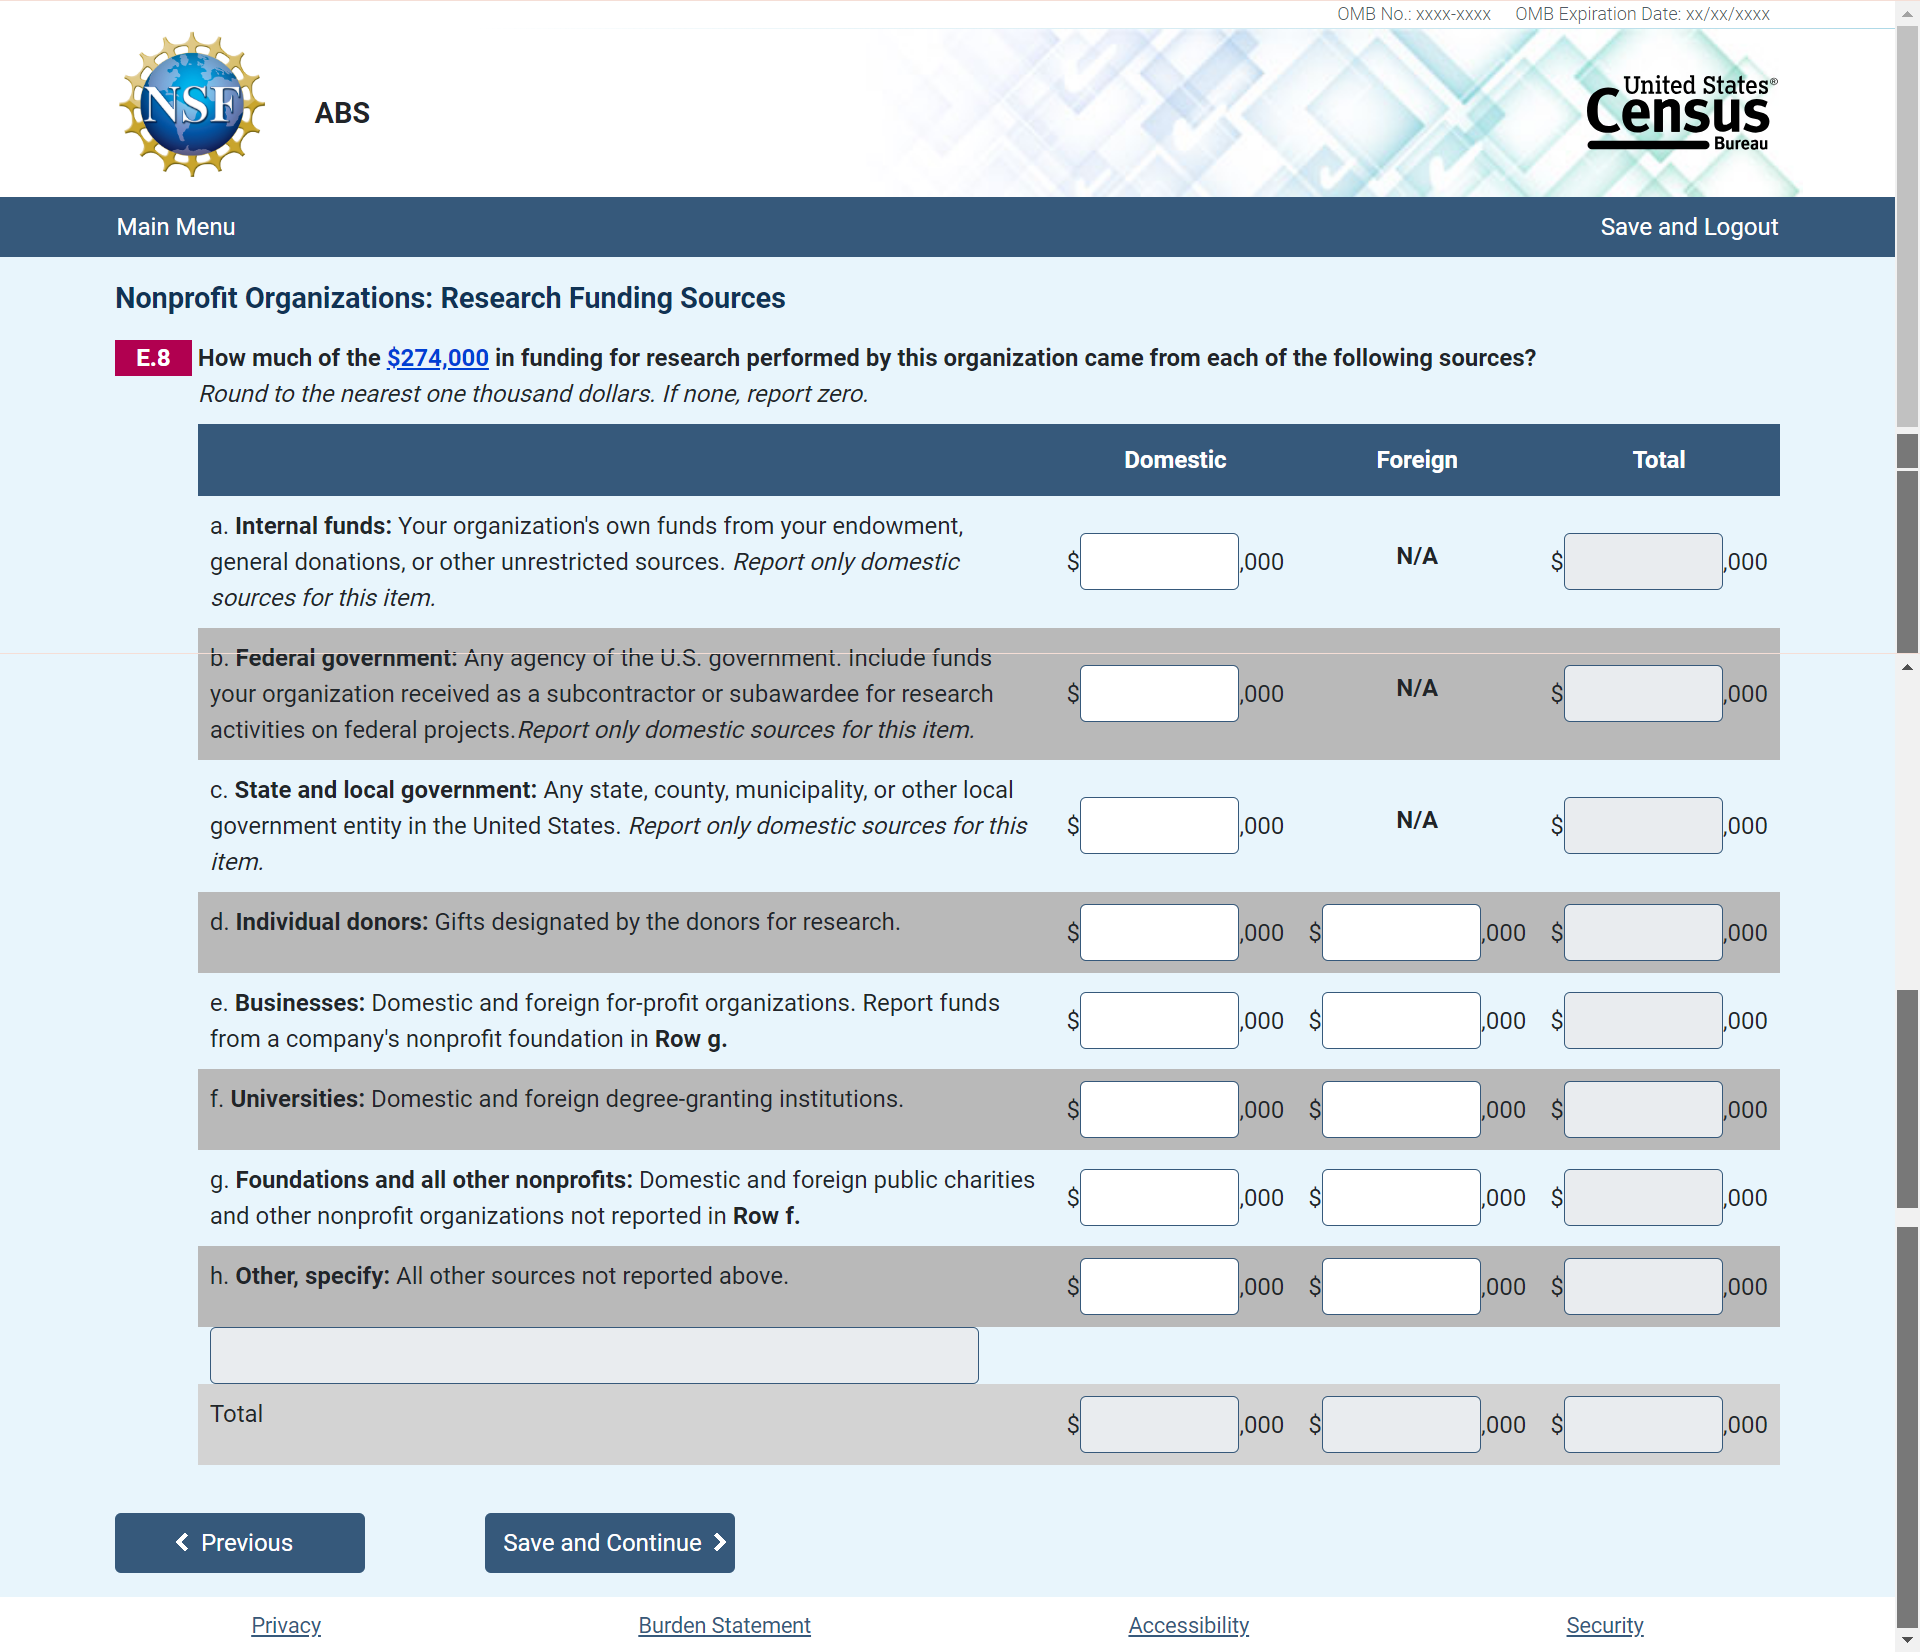 OMB No.: xxxx-xxxx OMB Expiration Date: xx/xx/xxxx
NSF
ABS
United States®
Census
Bureau
Main Menu Save and Logout
Nonprofit Organizations: Research Funding Sources
E.8 How much of the $274,000 in funding for research performed by this organization came from each of the following sources?
Round to the nearest one thousand dollars. If none, report zero.
Domestic Foreign Total
a. Internal funds: Your organization's own funds from your endowment,
general donations, or other unrestricted sources. Report only domestic
sources for this item.
$ ,000 N/A $ ,000
b. Federal government: Any agency of the U.S. government. Include funds
your organization received as a subcontractor or subawardee for research
activities on federal projects.Report only domestic sources for this item.
$ ,000 N/A $ ,000
c. State and local government: Any state, county, municipality, or other local
government entity in the United States. Report only domestic sources for this
item.
$ ,000 N/A $ ,000
d. Individual donors: Gifts designated by the donors for research.
$ ,000 $ ,000 $ ,000
e. Businesses: Domestic and foreign for-profit organizations. Report funds
from a company's nonprofit foundation in Row g.
$ ,000 $ ,000 $ ,000
f. Universities: Domestic and foreign degree-granting institutions.
$ ,000 $ ,000 $ ,000
g. Foundations and all other nonprofits: Domestic and foreign public charities
and other nonprofit organizations not reported in Row f.
$ ,000 $ ,000 $ ,000
h. Other, specify: All other sources not reported above.
$ ,000 $ ,000 $ ,000
Total
$ ,000 $ ,000 $ ,000
Previous Save and Continue
Privacy Burden Statement Accessibility Security